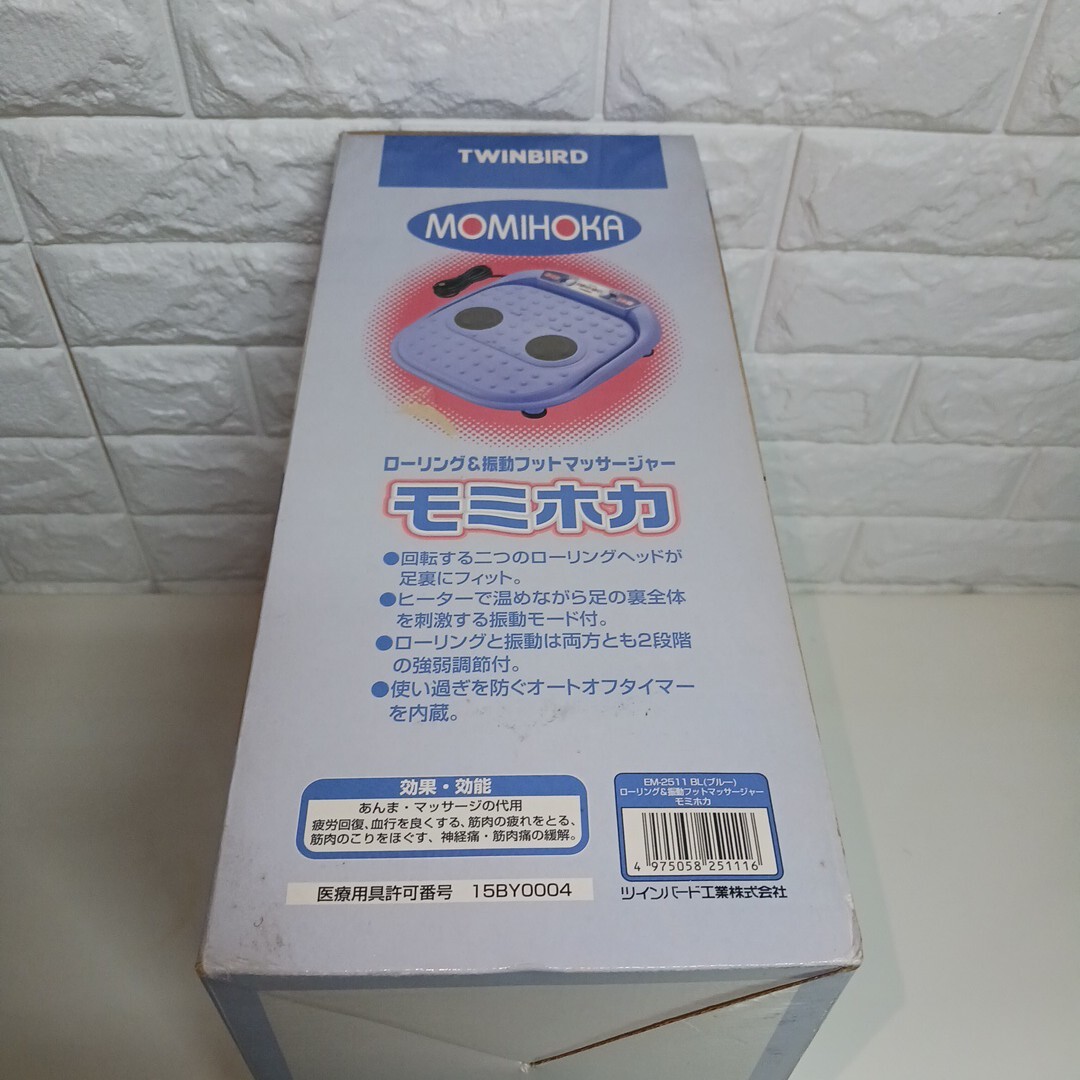 TWINBIRD
MOMIHOKA
ローリング&振動フットマッサージャー
モミホカ
●回転する二つのローリングヘッドが
足裏にフィット。
●ヒーターで温めながら足の裏全体
を刺激する振動モード付。
●ローリングと振動は両方とも2段階
の強弱調節付。
●使い過ぎを防ぐオートオフタイマー
を内蔵。
効果・効能
あんま・マッサージの代用
疲労回復、血行を良くする、筋肉の疲れをとる、
筋肉のこりをほぐす、神経痛・筋肉痛の緩解。
医療用具許可番号 15BY0004
EM-2511 BL(ブルー)
ローリング&振動フットマッサージャー
モミホカ
4 975058 251116
ツインバード工業株式会社